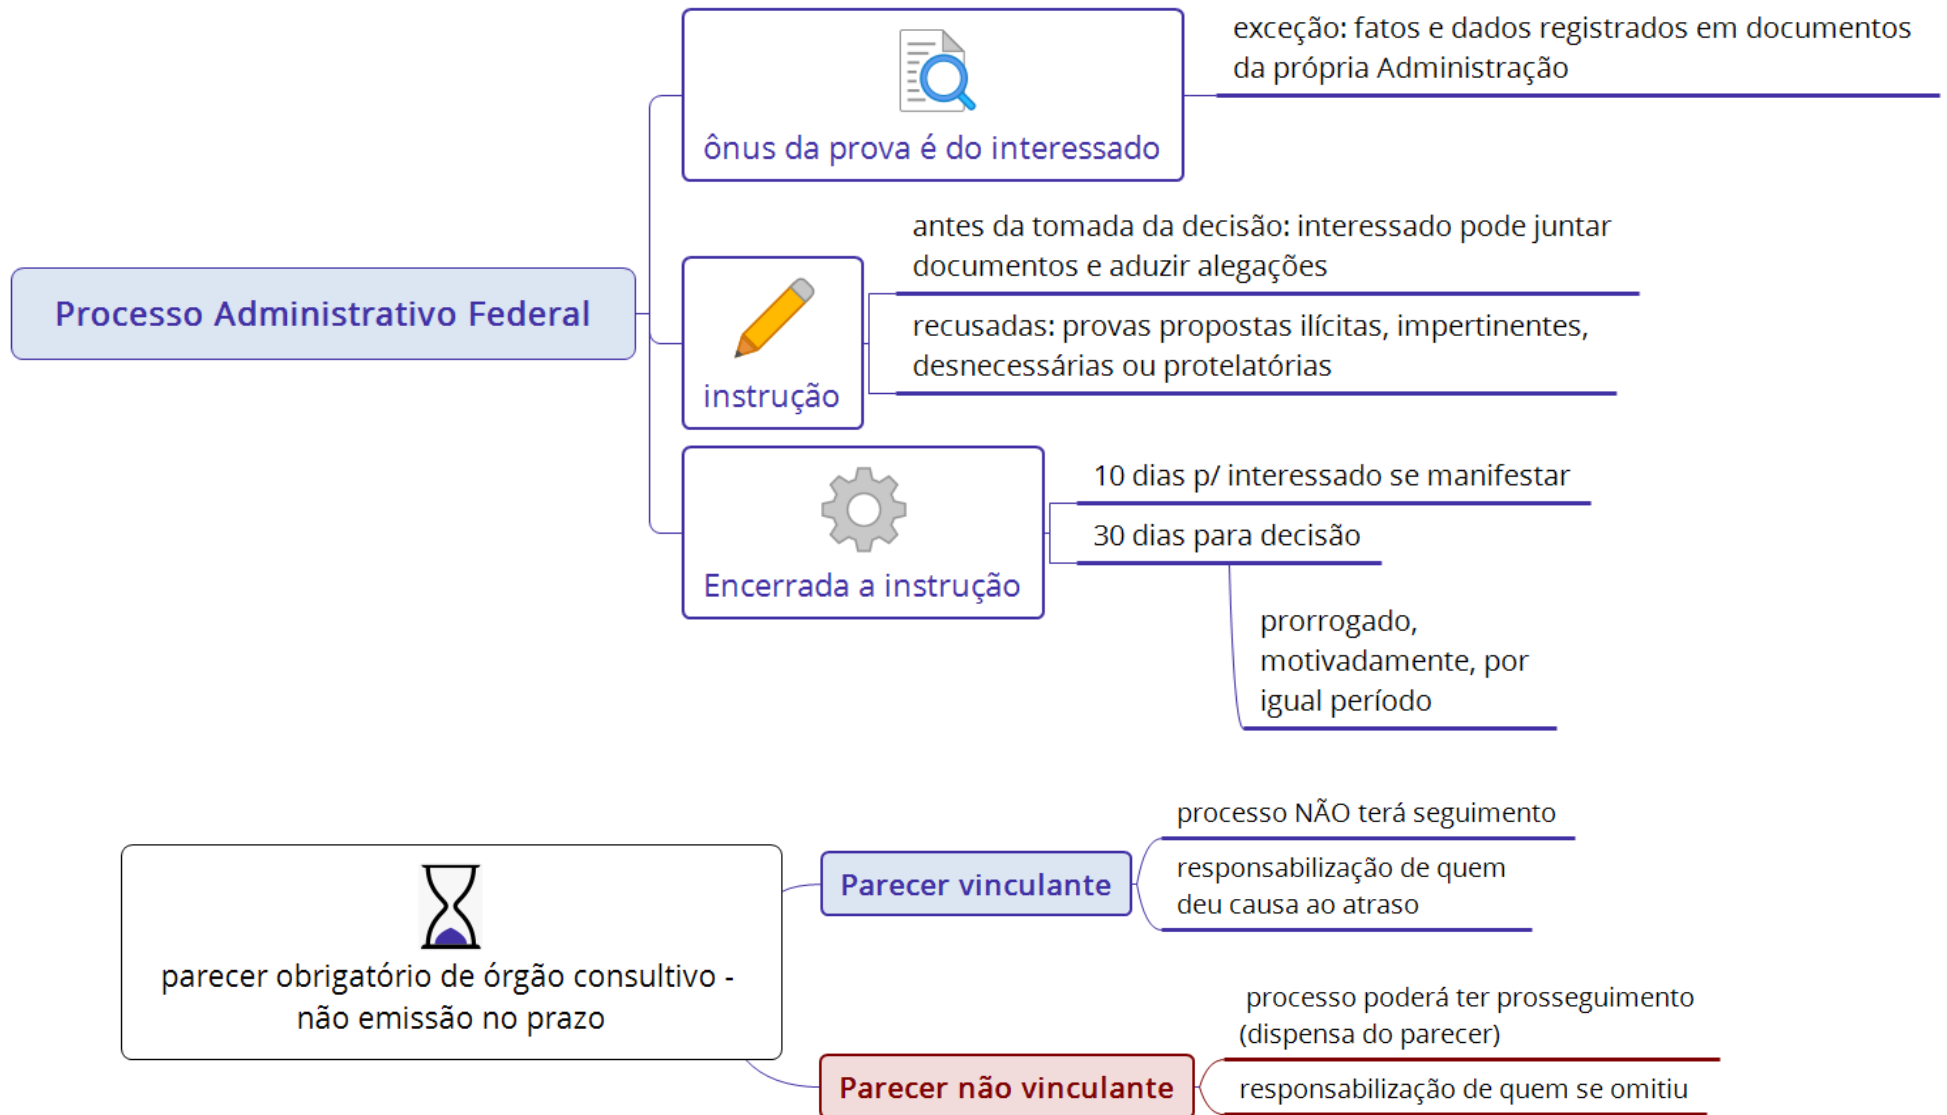 Processo Administrativo Federal
ônus da prova é do interessado
exceção: fatos e dados registrados em documentos
da própria Administração
instrução
antes da tomada da decisão: interessado pode juntar
documentos e aduzir alegações
recusadas: provas propostas ilícitas, impertinentes,
desnecessárias ou protelatórias
Encerrada a instrução
10 dias p/ interessado se manifestar
30 dias para decisão
prorrogado,
motivadamente, por
igual período
parecer obrigatório de órgão consultivo -
não emissão no prazo
Parecer vinculante
processo NÃO terá seguimento
responsabilização de quem
deu causa ao atraso
Parecer não vinculante
processo poderá ter prosseguimento
(dispensa do parecer)
responsabilização de quem se omitiu